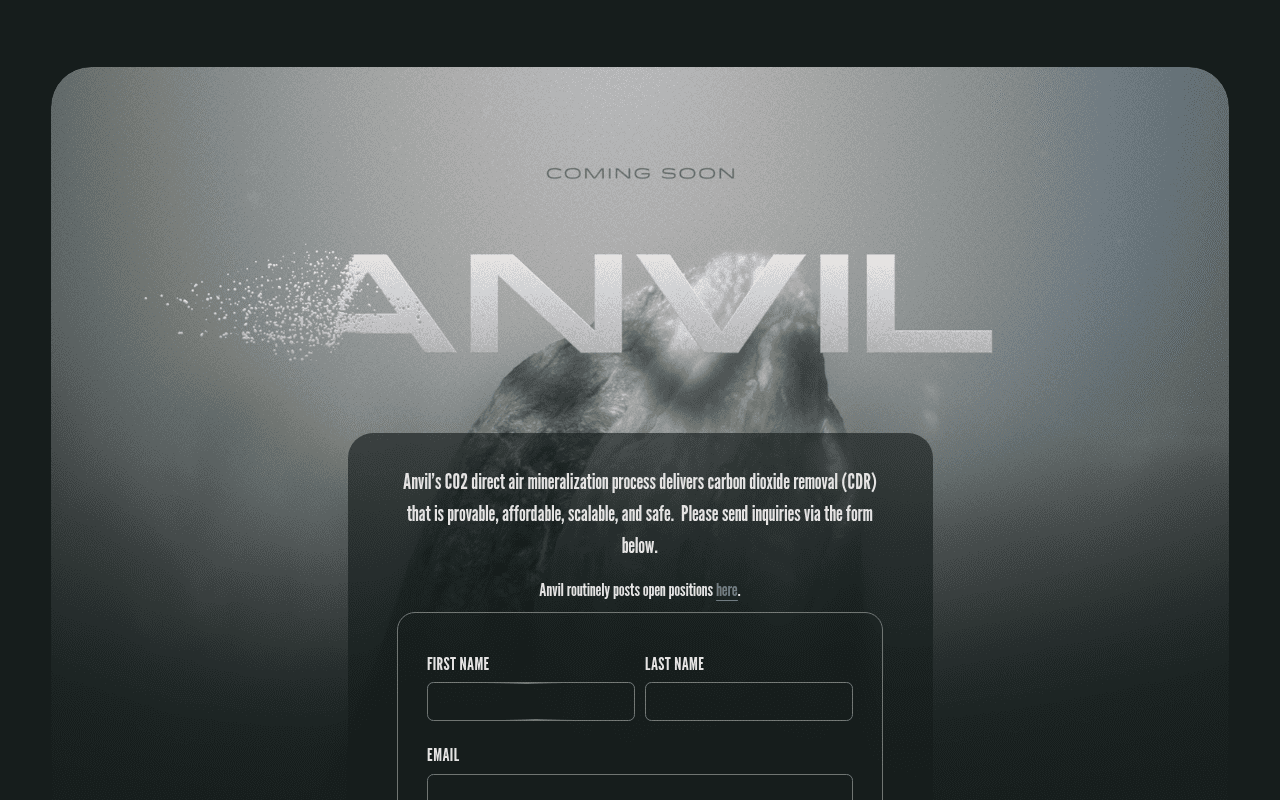 COMING SOON
ANVIL
Anvil's CO2 direct air mineralization process delivers carbon dioxide removal (CDR)
that is provable, affordable, scalable, and safe.  Please send inquiries via the form
below.
Anvil routinely posts open positions here.
FIRST NAME LAST NAME
EMAIL